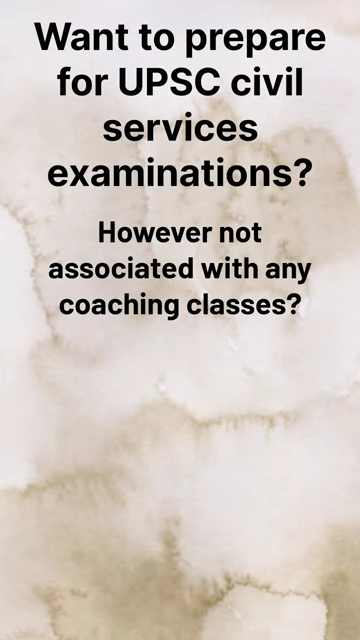 Want to prepare
for UPSC civil
services
examinations?
However not
associated with any
coaching classes?